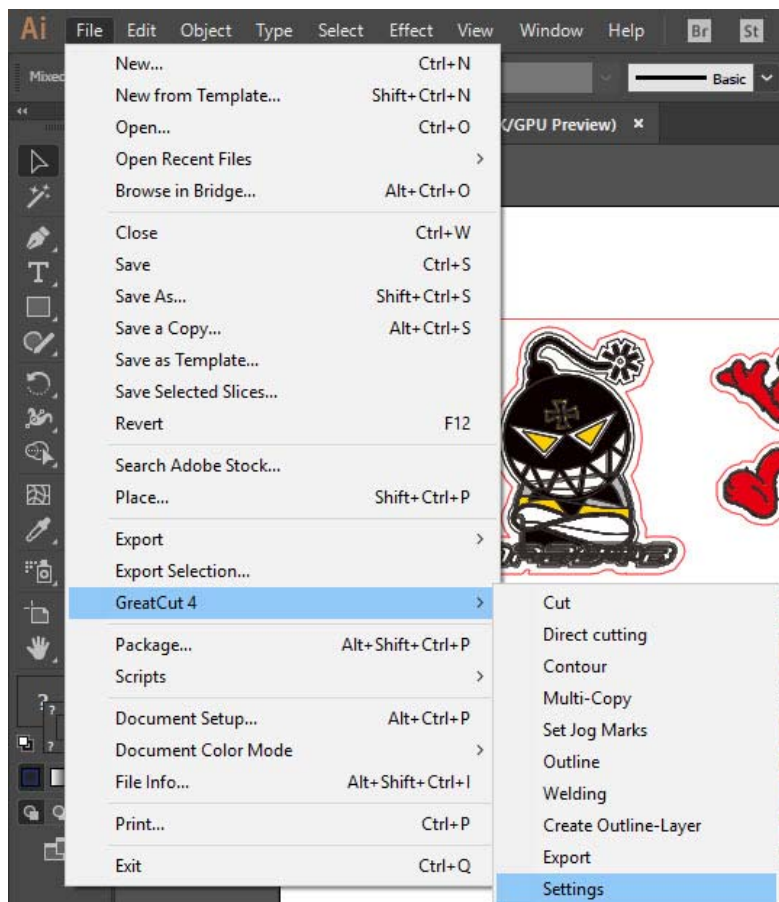 Ai File Edit Object Type Select Effect View Window Help Br St
Mixed
Basic
K/GPU Preview) ×
New... Ctrl+N
New from Template... Shift+Ctrl+N
Open... Ctrl+O
Open Recent Files
Browse in Bridge... Alt+Ctrl+O
Close Ctrl+W
Save Ctrl+S
Save As... Shift+Ctrl+S
Save a Copy... Alt+Ctrl+S
Save as Template...
Save Selected Slices...
Revert F12
Search Adobe Stock...
Place... Shift+Ctrl+P
Export
Export Selection...
GreatCut 4
Package... Alt+Shift+Ctrl+P
Scripts
Document Setup... Alt+Ctrl+P
Document Color Mode
File Info... Alt+Shift+Ctrl+I
Print... Ctrl+P
Exit Ctrl+Q
Cut
Direct cutting
Contour
Multi-Copy
Set Jog Marks
Outline
Welding
Create Outline-Layer
Export
Settings